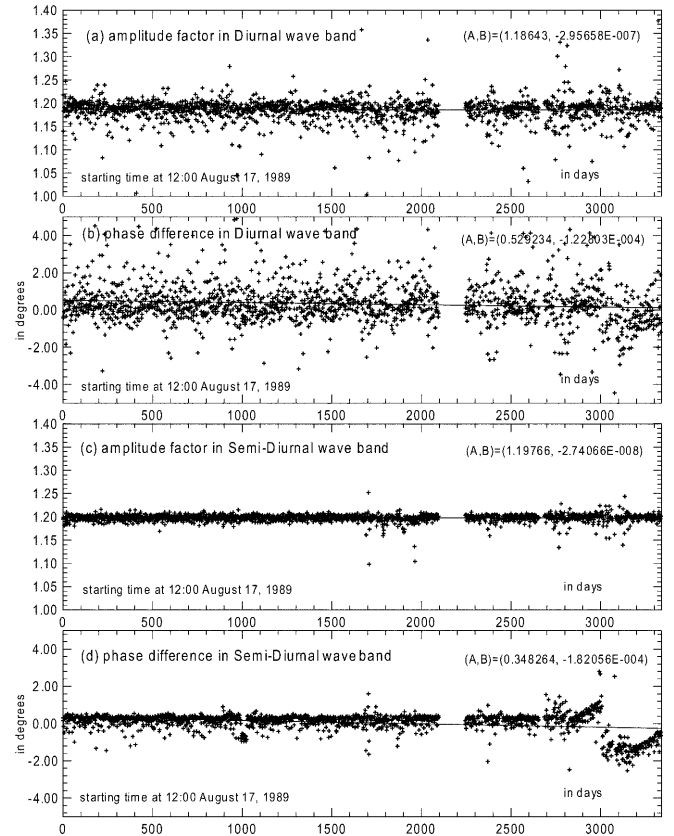 1.40
(a) amplitude factor in Diurnal wave band
(A,B)=(1.18643, -2.95658E-007)
1.35
1.30
1.25
1.20
1.15
1.10
1.05
starting time at 12:00 August 17, 1989
in days
1.00
0 500 1000 1500 2000 2500 3000
4.00
(b) phase difference in Diurnal wave band
(A,B)=(0.529234, -1.22803E-004)
2.00
in degrees
0.00
-2.00
-4.00
starting time at 12:00 August 17, 1989
in days
0 500 1000 1500 2000 2500 3000
1.40
(c) amplitude factor in Semi-Diurnal wave band
(A,B)=(1.19766, -2.74066E-008)
1.35
1.30
1.25
1.20
1.15
1.10
1.05
starting time at 12:00 August 17, 1989
in days
1.00
0 500 1000 1500 2000 2500 3000
4.00
(d) phase difference in Semi-Diurnal wave band
(A,B)=(0.348264, -1.82056E-004)
2.00
in degrees
0.00
-2.00
-4.00
starting time at 12:00 August 17, 1989
in days
0 500 1000 1500 2000 2500 3000